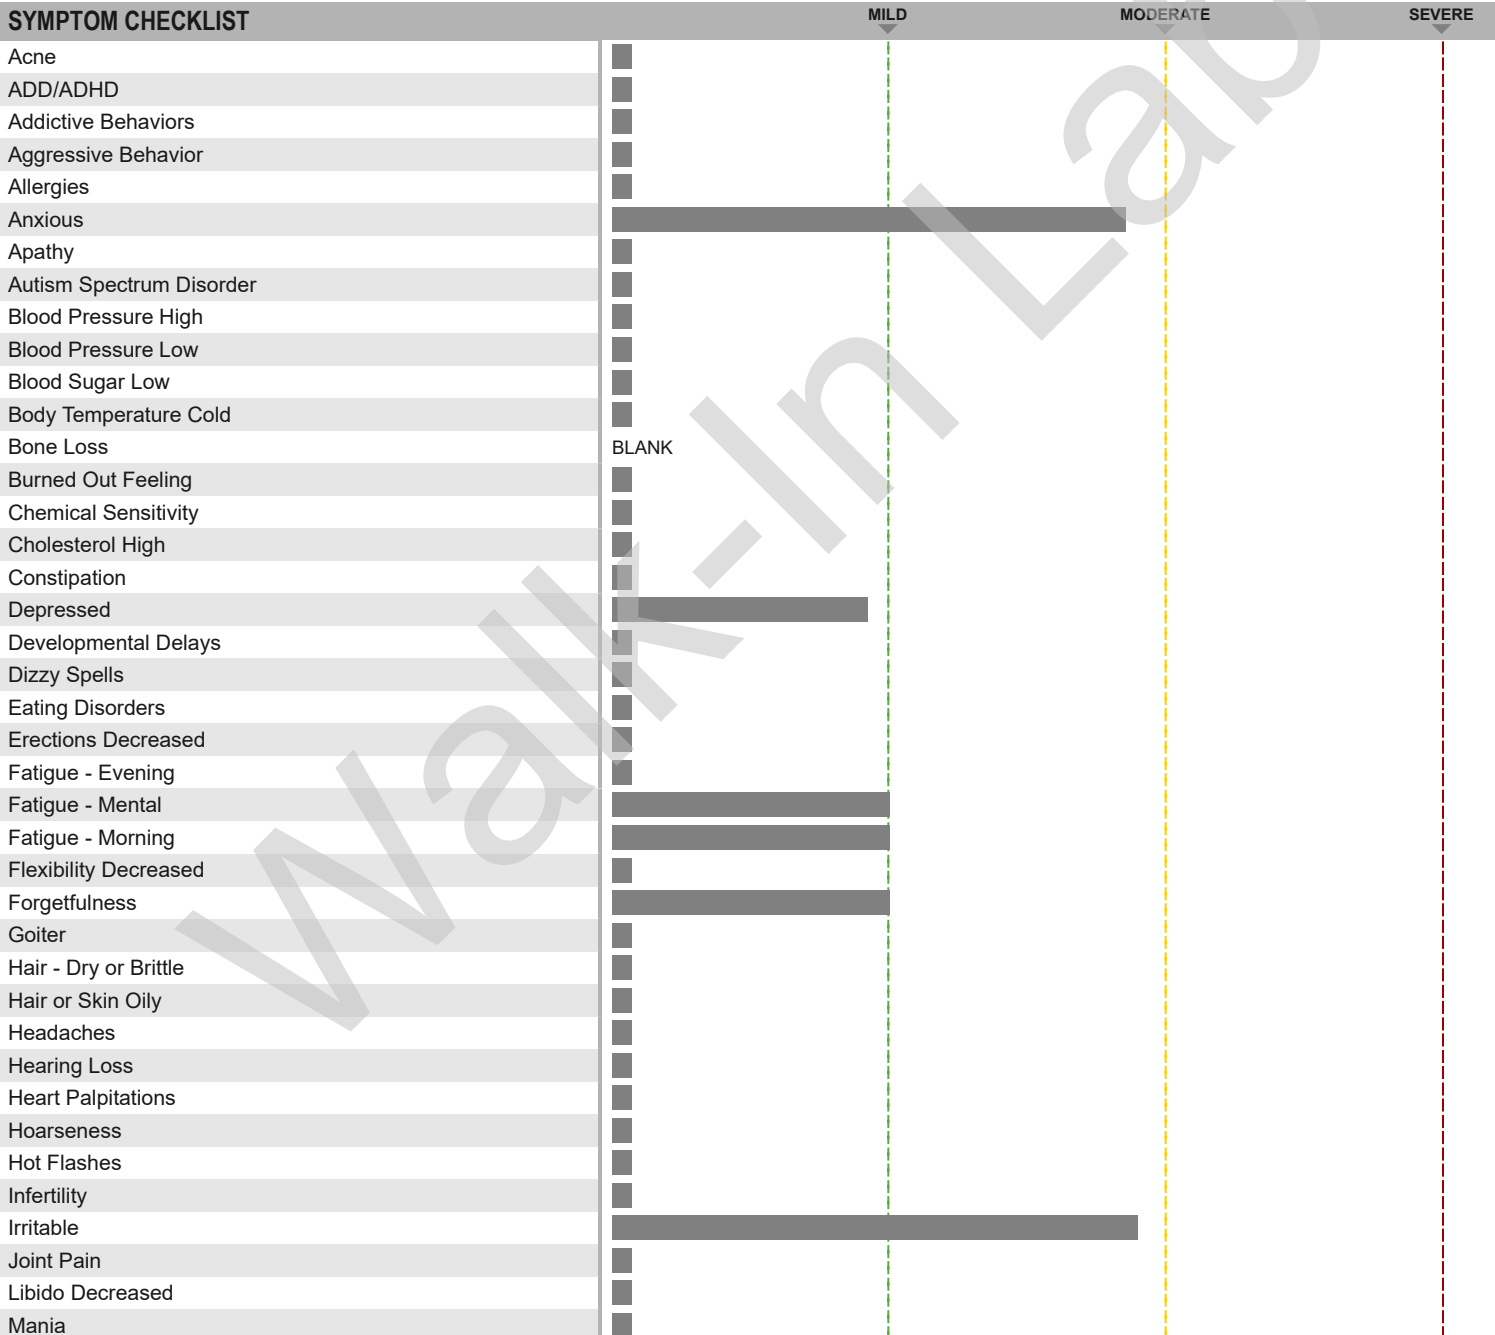 SYMPTOM CHECKLIST MILD MODERATE SEVERE
Acne
ADD/ADHD
Addictive Behaviors
Aggressive Behavior
Allergies
Anxious
Apathy
Autism Spectrum Disorder
Blood Pressure High
Blood Pressure Low
Blood Sugar Low
Body Temperature Cold
Bone Loss BLANK
Burned Out Feeling
Chemical Sensitivity
Cholesterol High
Constipation
Depressed
Developmental Delays
Dizzy Spells
Eating Disorders
Erections Decreased
Fatigue - Evening
Fatigue - Mental
Fatigue - Morning
Flexibility Decreased
Forgetfulness
Goiter
Hair - Dry or Brittle
Hair or Skin Oily
Headaches
Hearing Loss
Heart Palpitations
Hoarseness
Hot Flashes
Infertility
Irritable
Joint Pain
Libido Decreased
Mania
Walk-In Lab